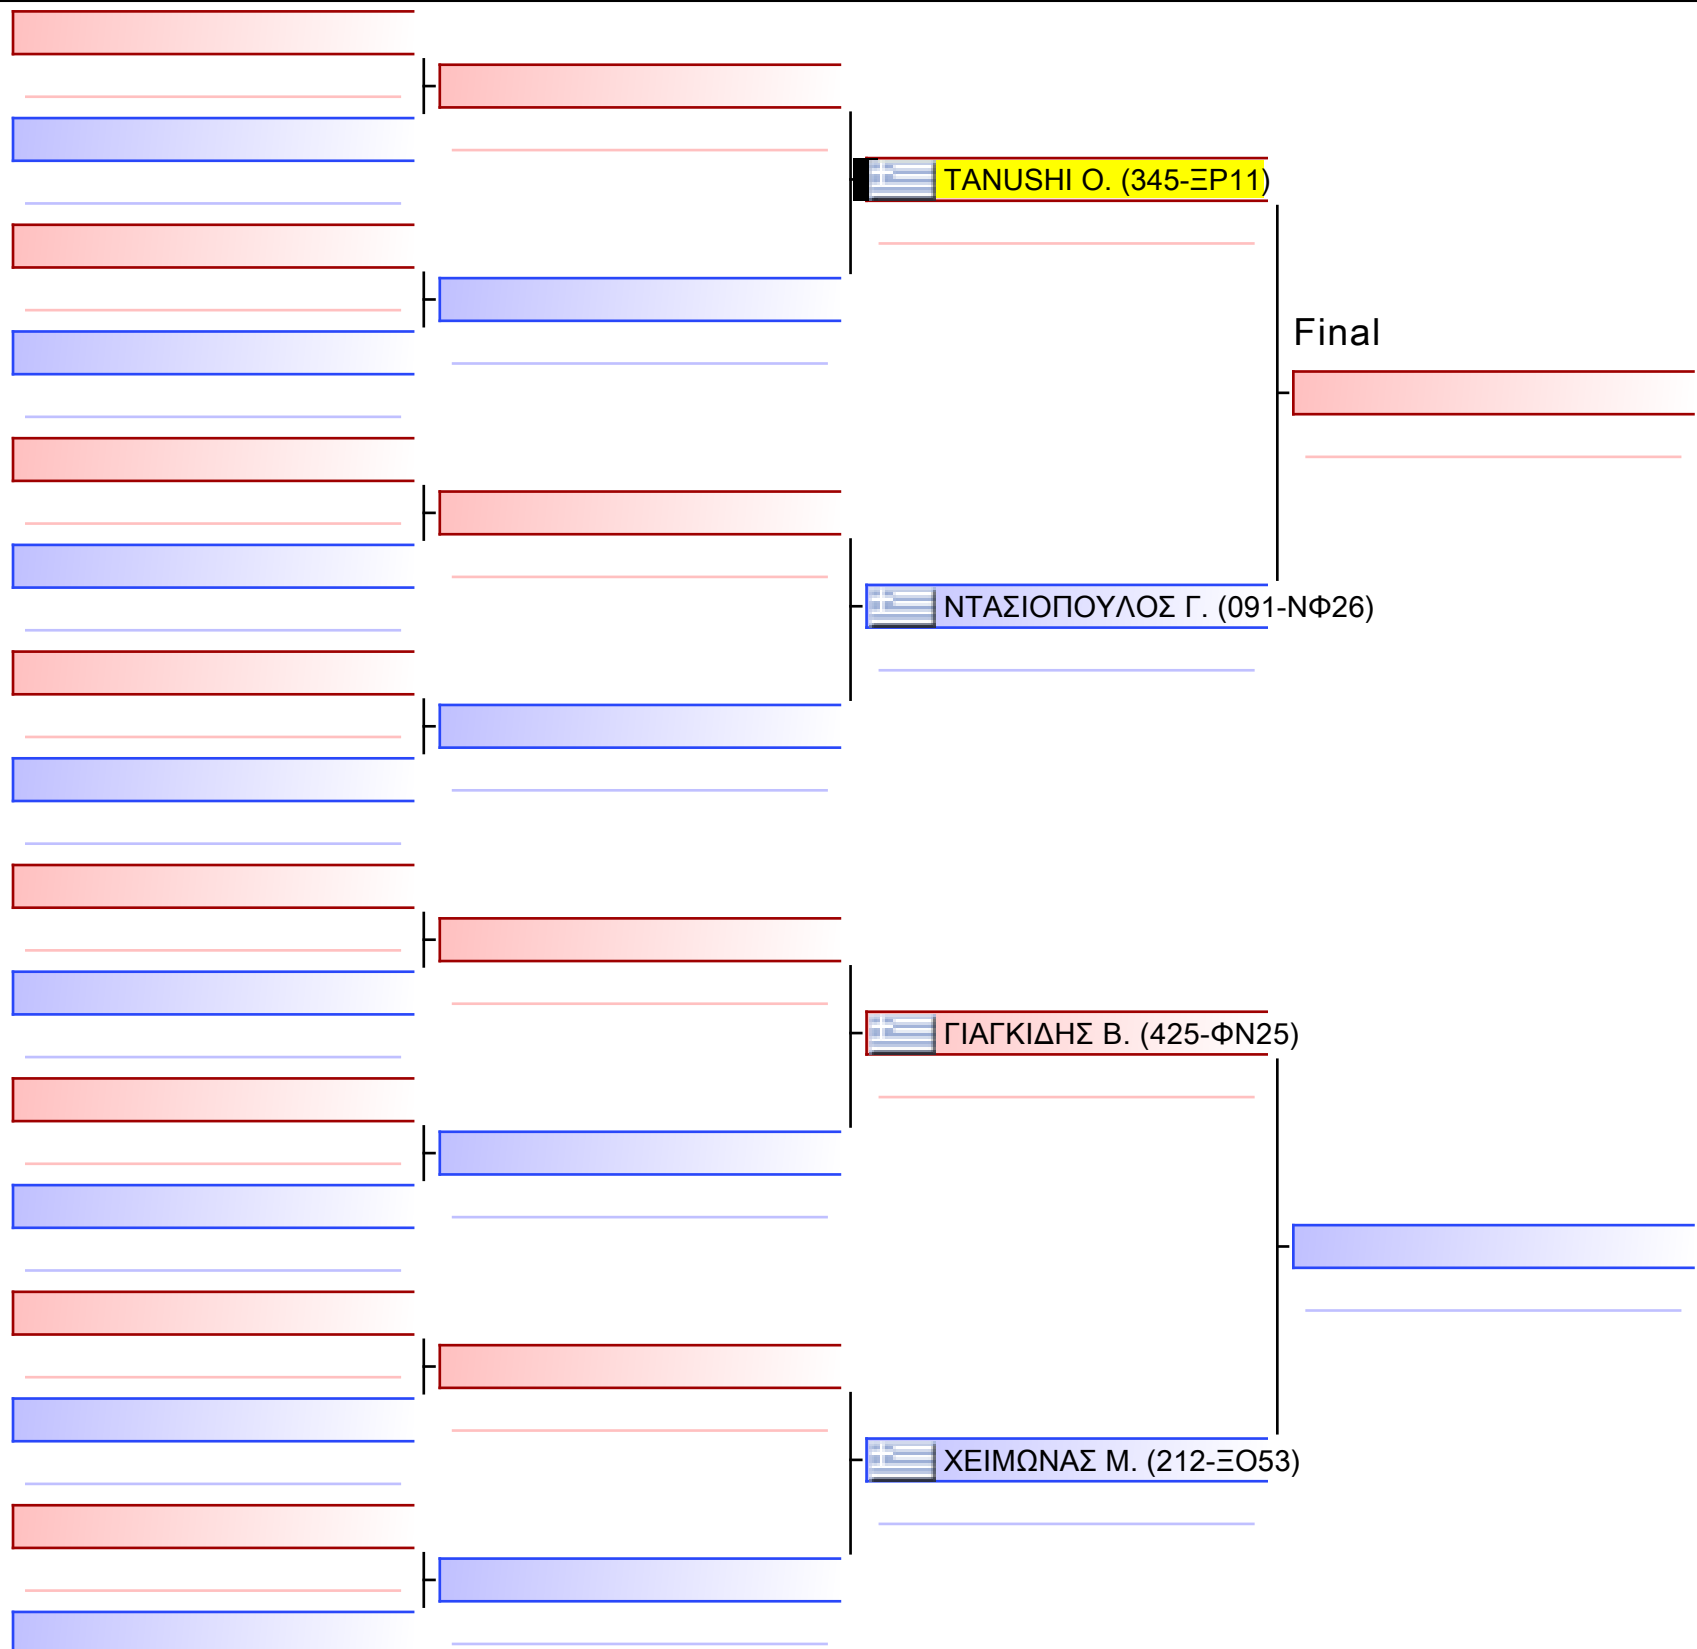 TANUSHI O. (345-ΞΡ11)
Final
ΝΤΑΣΙΟΠΟΥΛΟΣ Γ. (091-ΝΦ26)
ΓΙΑΓΚΙΔΗΣ Β. (425-ΦΝ25)
ΧΕΙΜΩΝΑΣ Μ. (212-ΞΟ53)